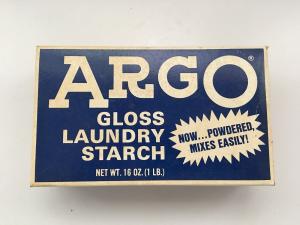 ARGO®
GLOSS
LAUNDRY
STARCH
NOW...POWDERED,
MIXES EASILY!
NET WT. 16 OZ. (1 LB.)